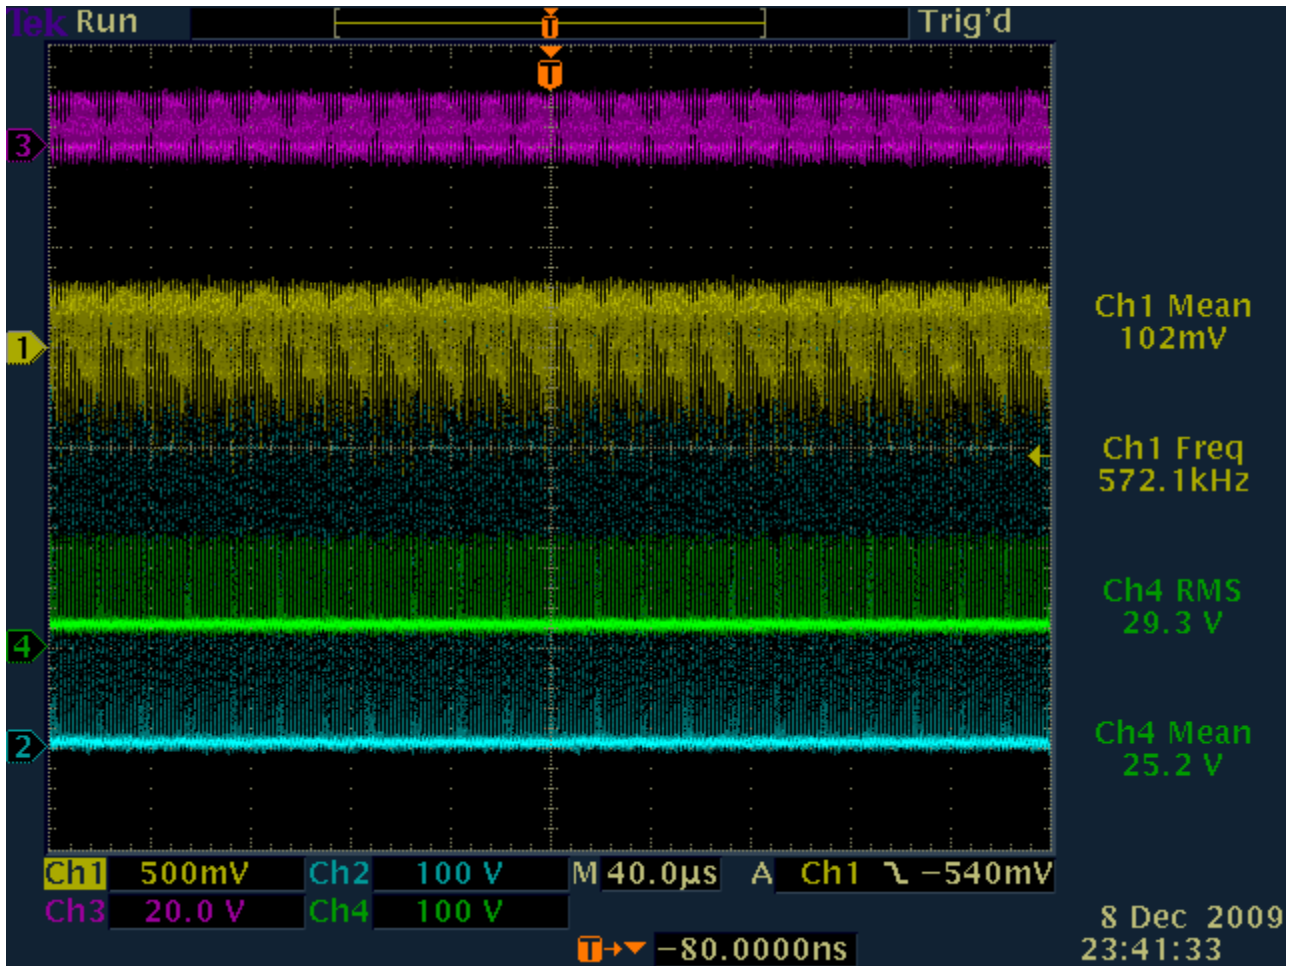 Tek Run Trig'd
T
T
3
Ch1 Mean
102mV
1
Ch1 Freq
572.1kHz
Ch4 RMS
29.3 V
4
Ch4 Mean
25.2 V
2
Ch1 500mV Ch2 100 V M 40.0µs A Ch1 -540mV
Ch3 20.0 V Ch4 100 V
8 Dec 2009
T -80.0000ns 23:41:33